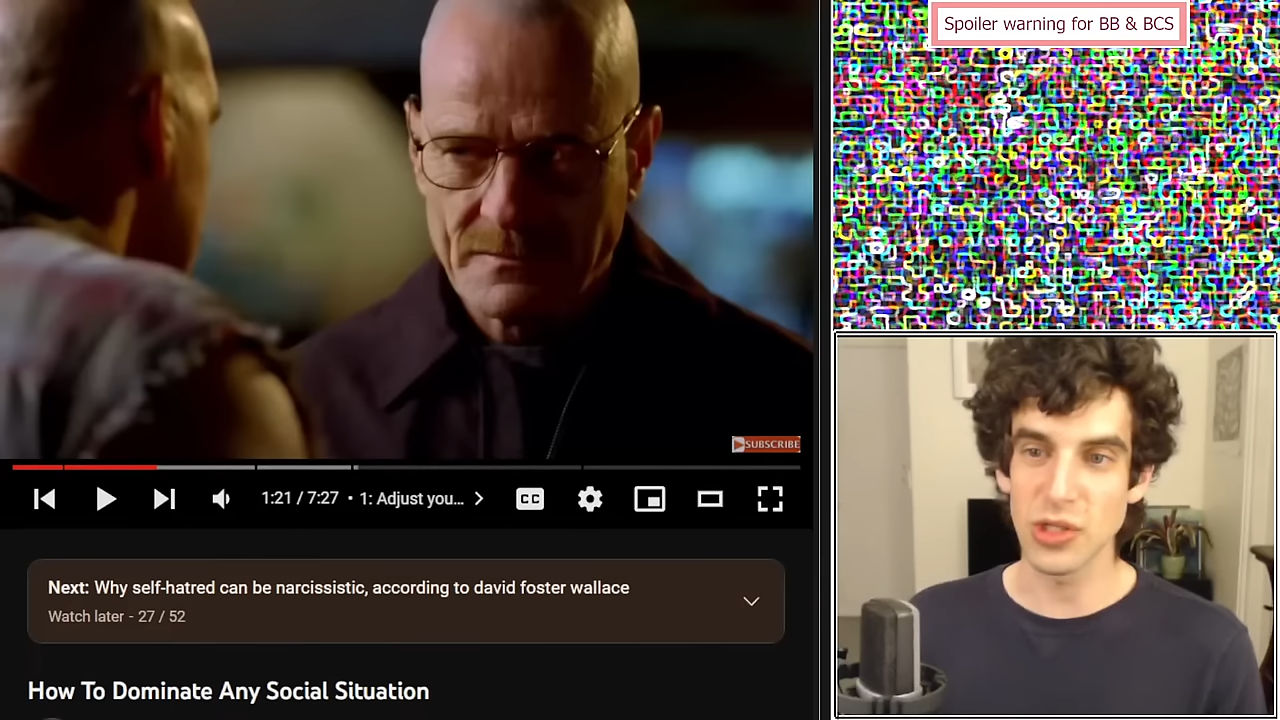 Spoiler warning for BB & BCS
SUBSCRIBE
1:21 / 7:27 • 1: Adjust you...
CC
Next: Why self-hatred can be narcissistic, according to david foster wallace
Watch later - 27 / 52
How To Dominate Any Social Situation